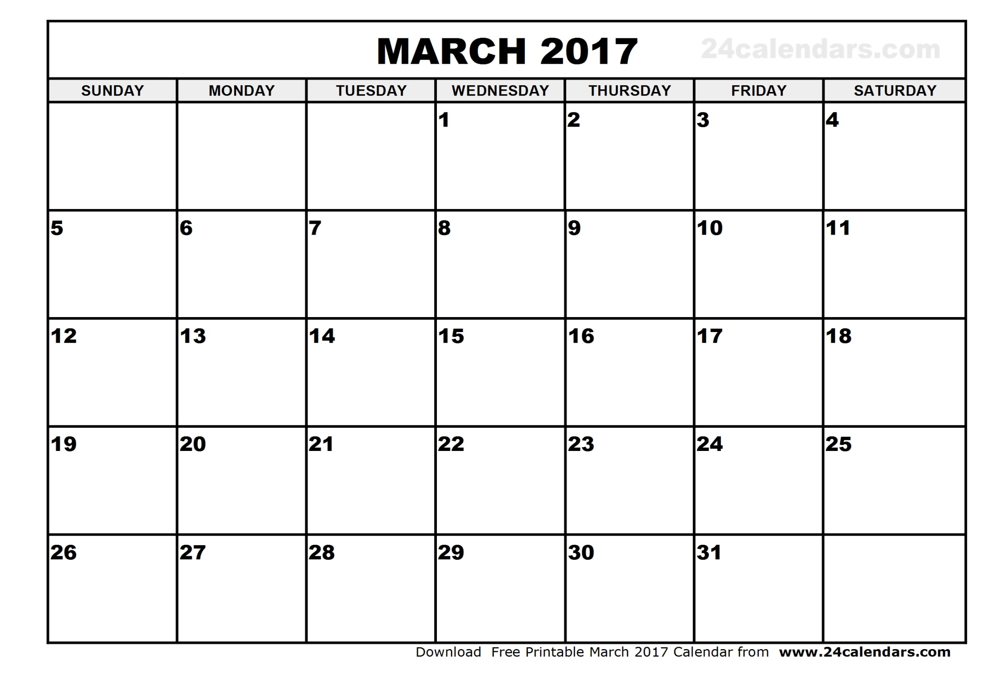 MARCH 2017 24calendars.com
SUNDAY MONDAY TUESDAY WEDNESDAY THURSDAY FRIDAY SATURDAY
1 2 3 4
5 6 7 8 9 10 11
12 13 14 15 16 17 18
19 20 21 22 23 24 25
26 27 28 29 30 31
Download Free Printable March 2017 Calendar from www.24calendars.com